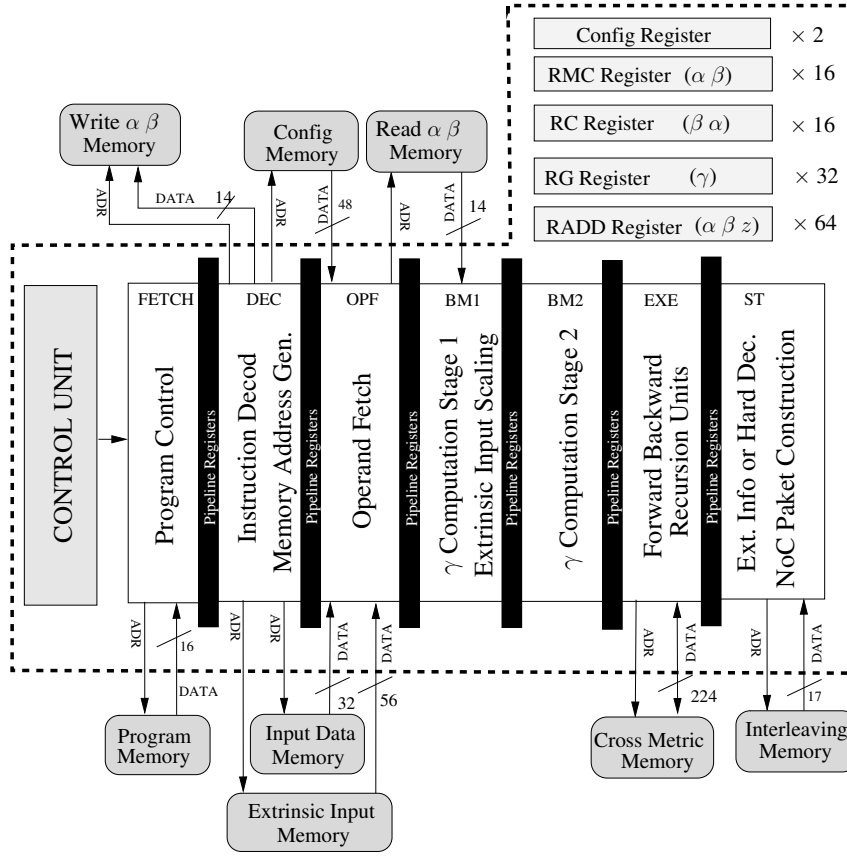 Config Register × 2
RMC Register (α β) × 16
RC Register (β α) × 16
RG Register (γ) × 32
RADD Register (α β z) × 64
Write α β
Memory
Config
Memory
Read α β
Memory
ADR
DATA
14
ADR
DATA
48
ADR
DATA
14
CONTROL UNIT
FETCH
Program Control
Pipeline Registers
DEC
Instruction Decod
Memory Address Gen.
Pipeline Registers
OPF
Operand Fetch
Pipeline Registers
BM1
γ Computation Stage 1
Extrinsic Input Scaling
Pipeline Registers
BM2
γ Computation Stage 2
Pipeline Registers
EXE
Forward Backward
Recursion Units
Pipeline Registers
ST
Ext. Info or Hard Dec.
NoC Paket Construction
ADR
16
DATA
ADR
ADR
DATA
32
DATA
56
ADR
DATA
224
ADR
DATA
17
Program
Memory
Input Data
Memory
Extrinsic Input
Memory
Cross Metric
Memory
Interleaving
Memory